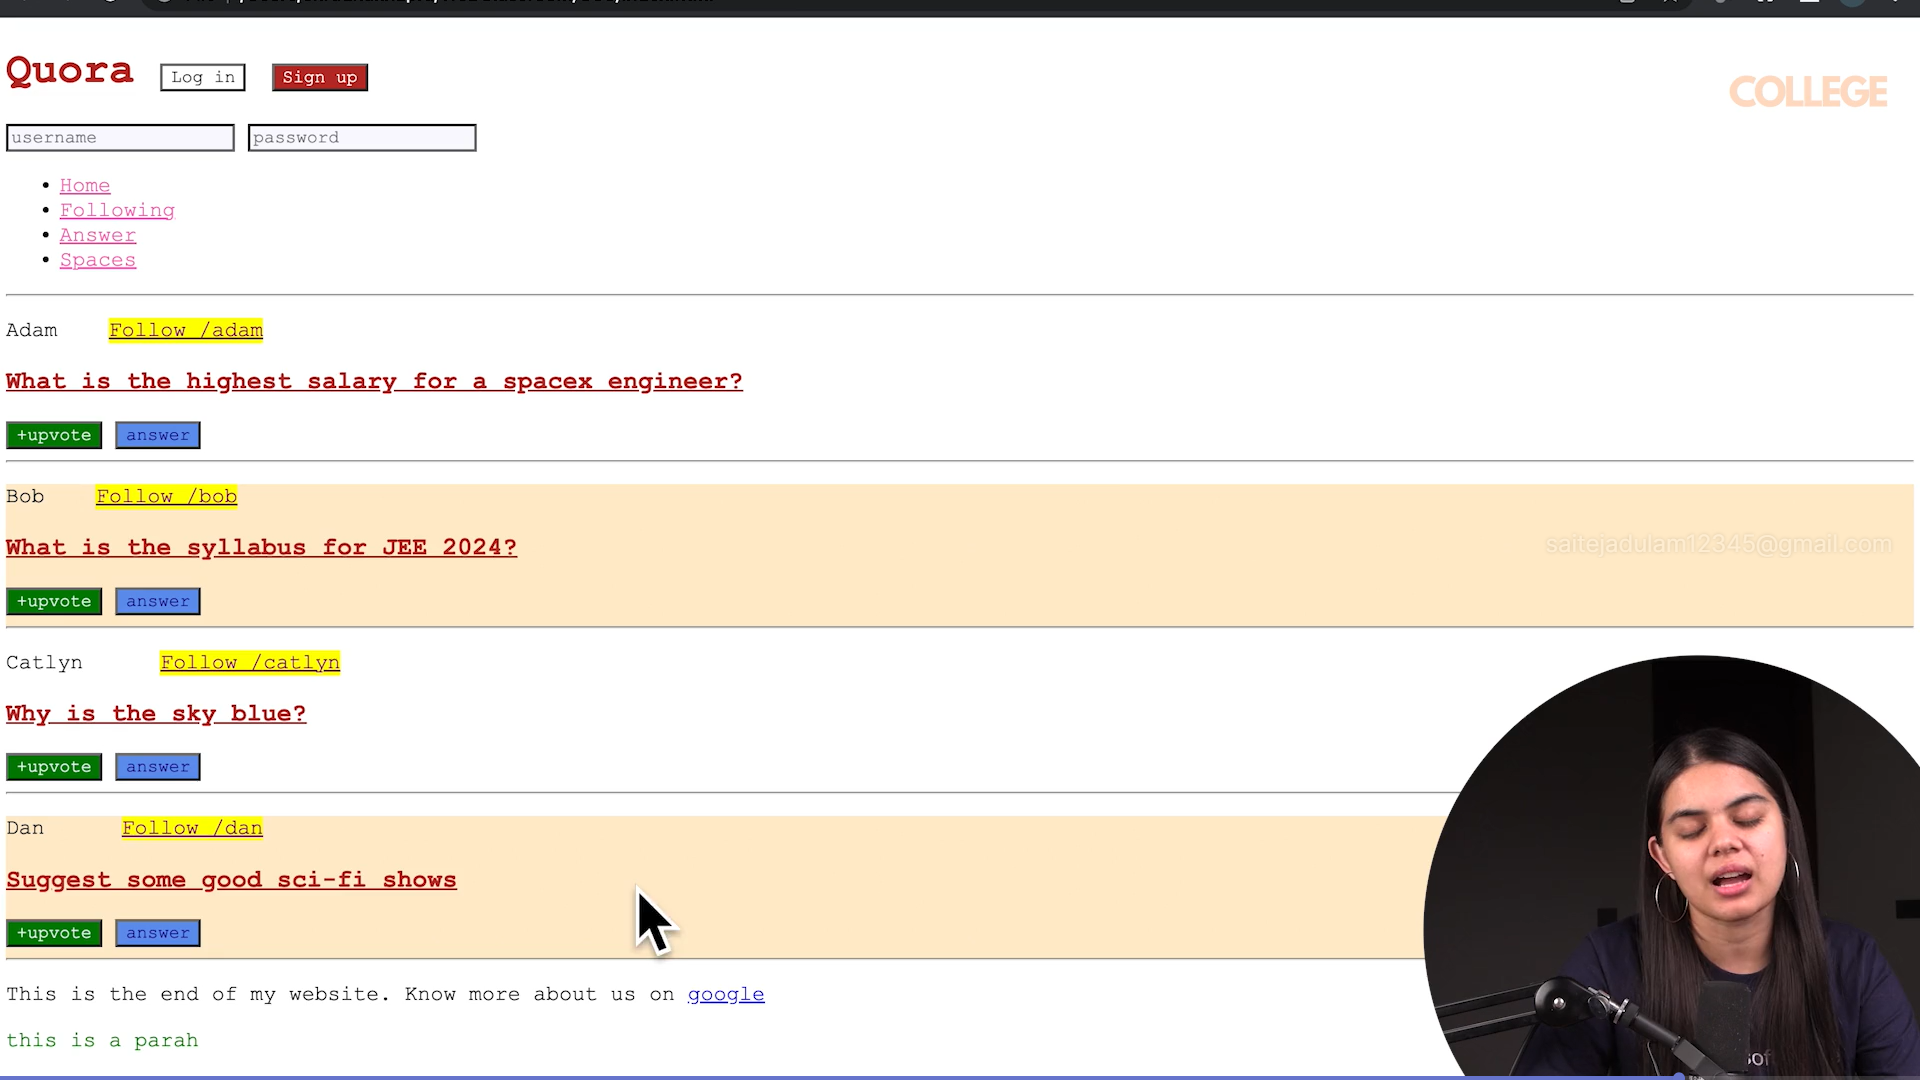 Quora Log in Sign up
COLLEGE
username password
Home
Following
Answer
Spaces
Adam Follow /adam
What is the highest salary for a spacex engineer?
+upvote answer
Bob Follow /bob
What is the syllabus for JEE 2024?
saitejadulam12345@gmail.com
+upvote answer
Catlyn Follow /catlyn
Why is the sky blue?
+upvote answer
Dan Follow /dan
Suggest some good sci-fi shows
+upvote answer
This is the end of my website. Know more about us on google
this is a parah